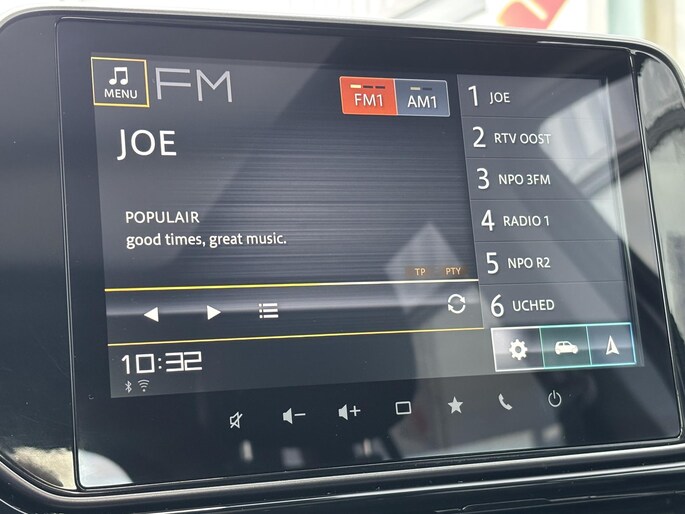 MENU
FM
FM1
AM1
JOE
POPULAIR
good times, great music.
TP PTY
10:32
1 JOE
2 RTV OOST
3 NPO 3FM
4 RADIO 1
5 NPO R2
6 UCHED